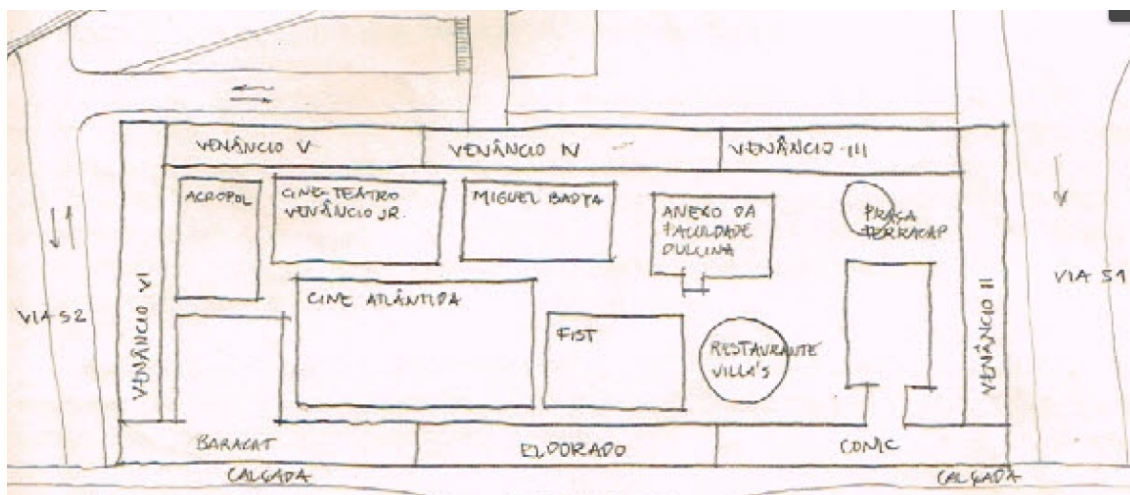 VENÂNCIO V
VENÂNCIO IV
VENÂNCIO III
ACROPOL
CINE-TEATRO
VENÂNCIO JR.
MIGUEL BADYA
ANEXO DA
FACULDADE
DULCINA
PRAÇA
TERRACAP
VIA S2
VENÂNCIO VI
CINE ATLÂNTIDA
FIST
RESTAURANTE
VILLA'S
VENÂNCIO II
VIA S1
BARACAT
ELDORADO
CONIC
CALÇADA
CALÇADA